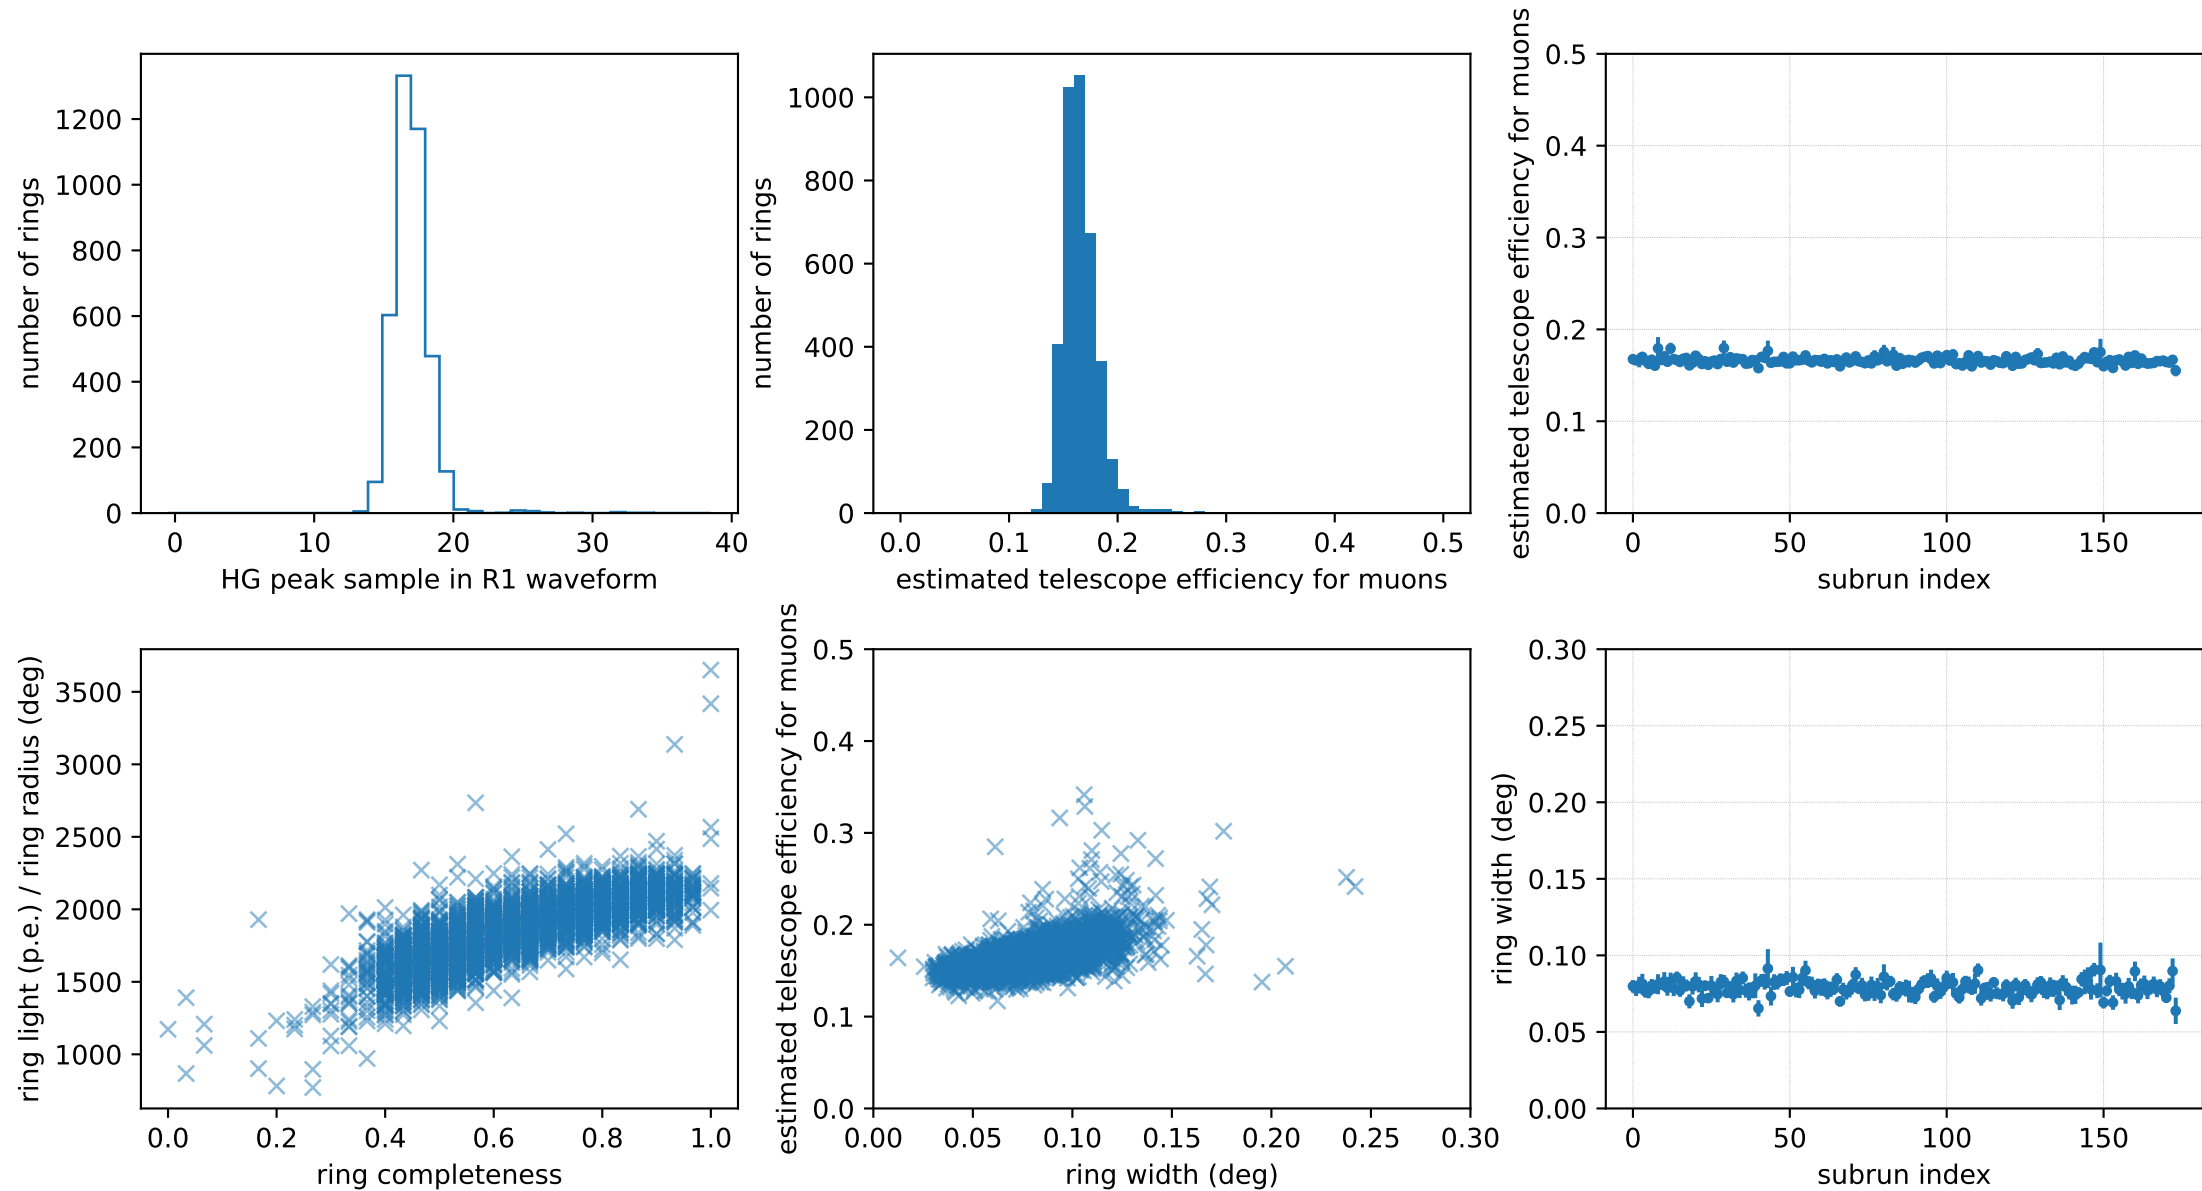 number of rings
1200
1000
800
600
400
200
0
0 10 20 30 40
HG peak sample in R1 waveform
number of rings
1000
800
600
400
200
0
0.0 0.1 0.2 0.3 0.4 0.5
estimated telescope efficiency for muons
estimated telescope efficiency for muons
0.5
0.4
0.3
0.2
0.1
0.0
0 50 100 150
subrun index
ring light (p.e.) / ring radius (deg)
3500
3000
2500
2000
1500
1000
0.0 0.2 0.4 0.6 0.8 1.0
ring completeness
estimated telescope efficiency for muons
0.5
0.4
0.3
0.2
0.1
0.0
0.00 0.05 0.10 0.15 0.20 0.25 0.30
ring width (deg)
ring width (deg)
0.30
0.25
0.20
0.15
0.10
0.05
0.00
0 50 100 150
subrun index